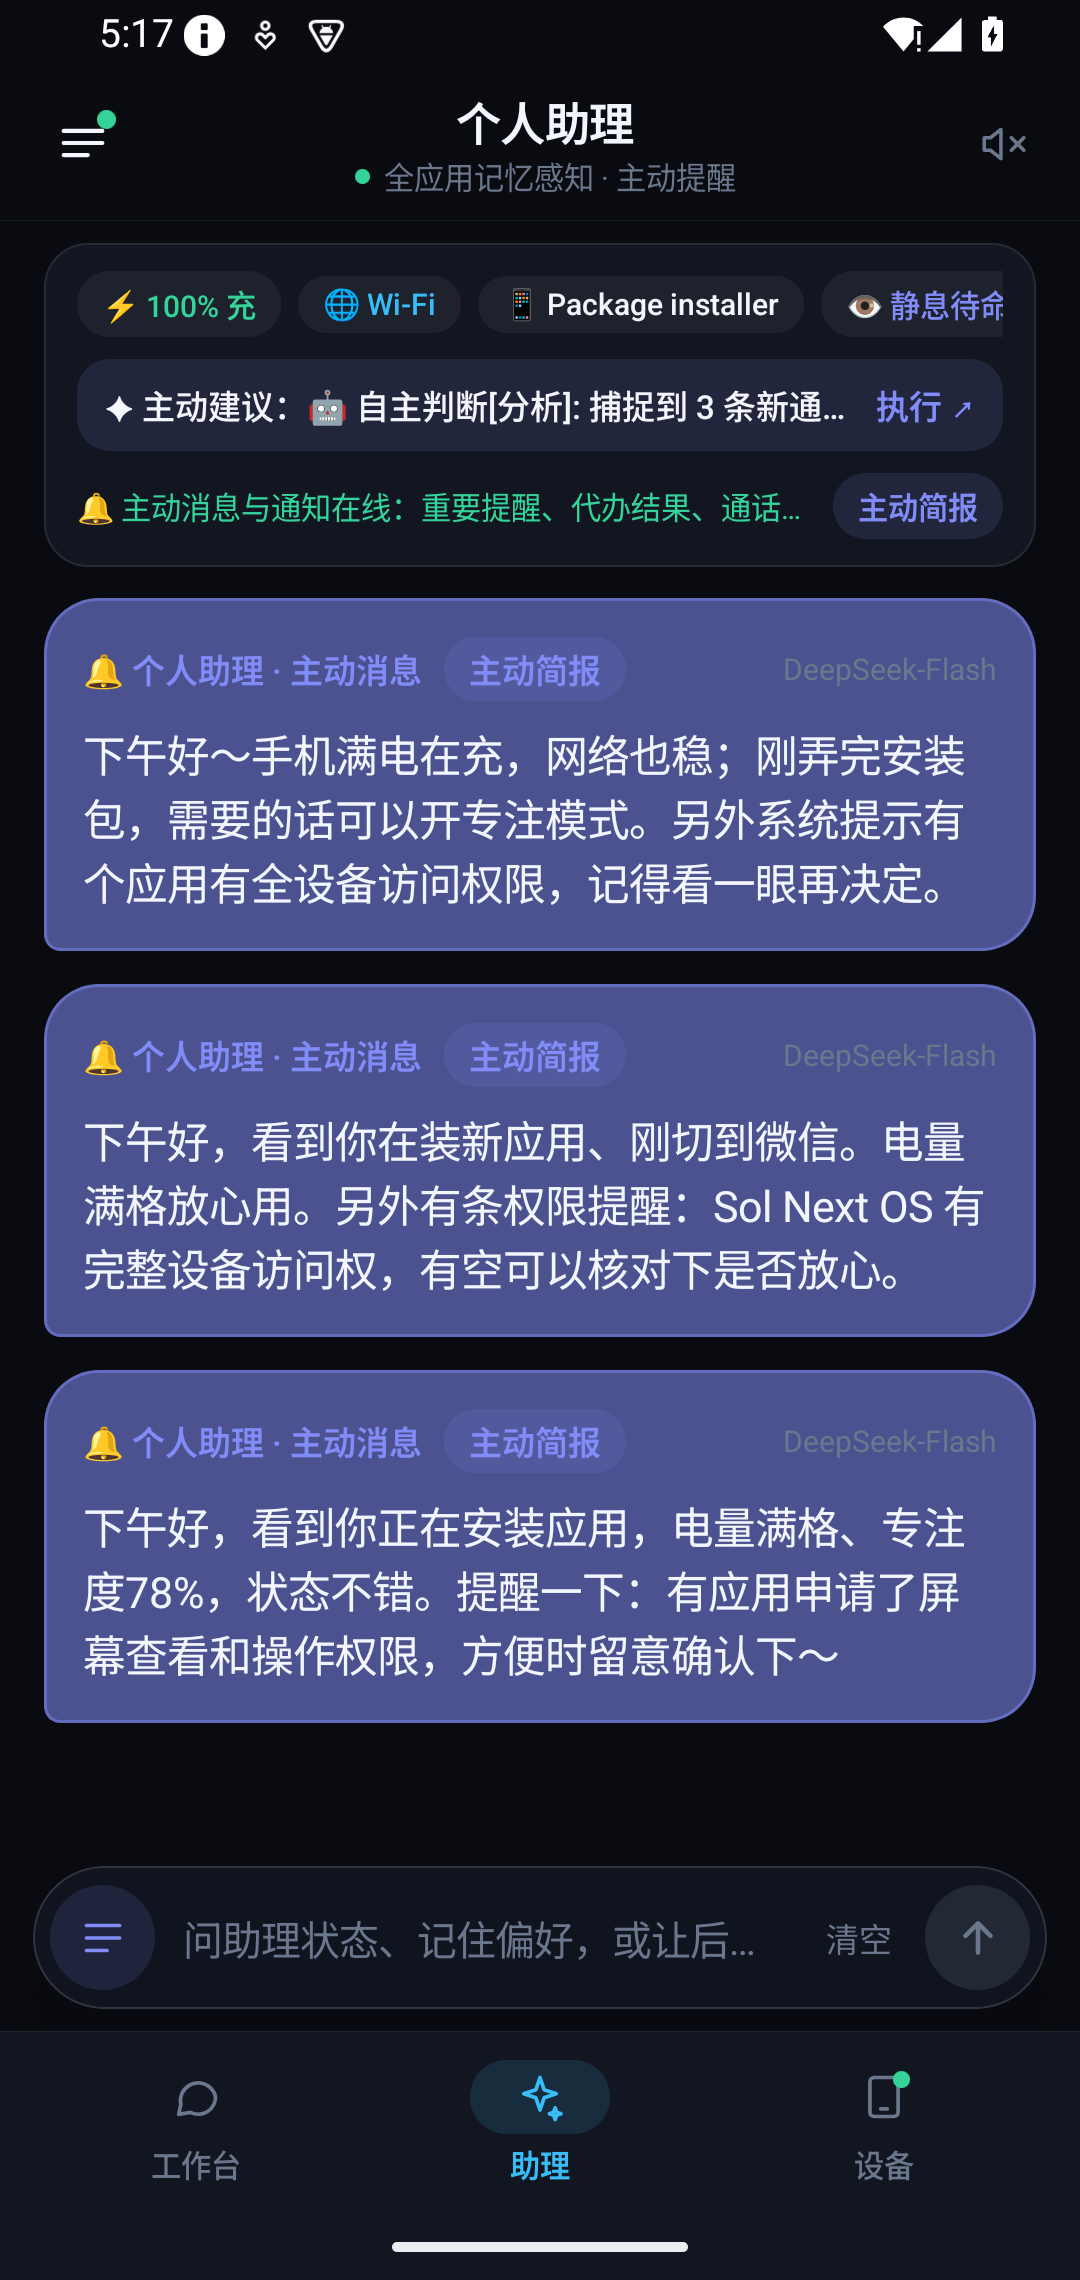 5:17
个人助理
全应用记忆感知 · 主动提醒
100% 充
Wi-Fi
Package installer
静息待命
主动建议：🤖 自主判断[分析]: 捕捉到 3 条新通...
执行 ↗
主动消息与通知在线：重要提醒、代办结果、通话...
主动简报
个人助理 · 主动消息
主动简报
DeepSeek-Flash
下午好～手机满电在充，网络也稳；刚弄完安装
包，需要的话可以开专注模式。另外系统提示有
个应用有全设备访问权限，记得看一眼再决定。
个人助理 · 主动消息
主动简报
DeepSeek-Flash
下午好，看到你在装新应用、刚切到微信。电量
满格放心用。另外有条权限提醒：Sol Next OS 有
完整设备访问权，有空可以核对下是否放心。
个人助理 · 主动消息
主动简报
DeepSeek-Flash
下午好，看到你正在安装应用，电量满格、专注
度78%，状态不错。提醒一下：有应用申请了屏
幕查看和操作权限，方便时留意确认下～
问助理状态、记住偏好，或让后...
清空
工作台
助理
设备